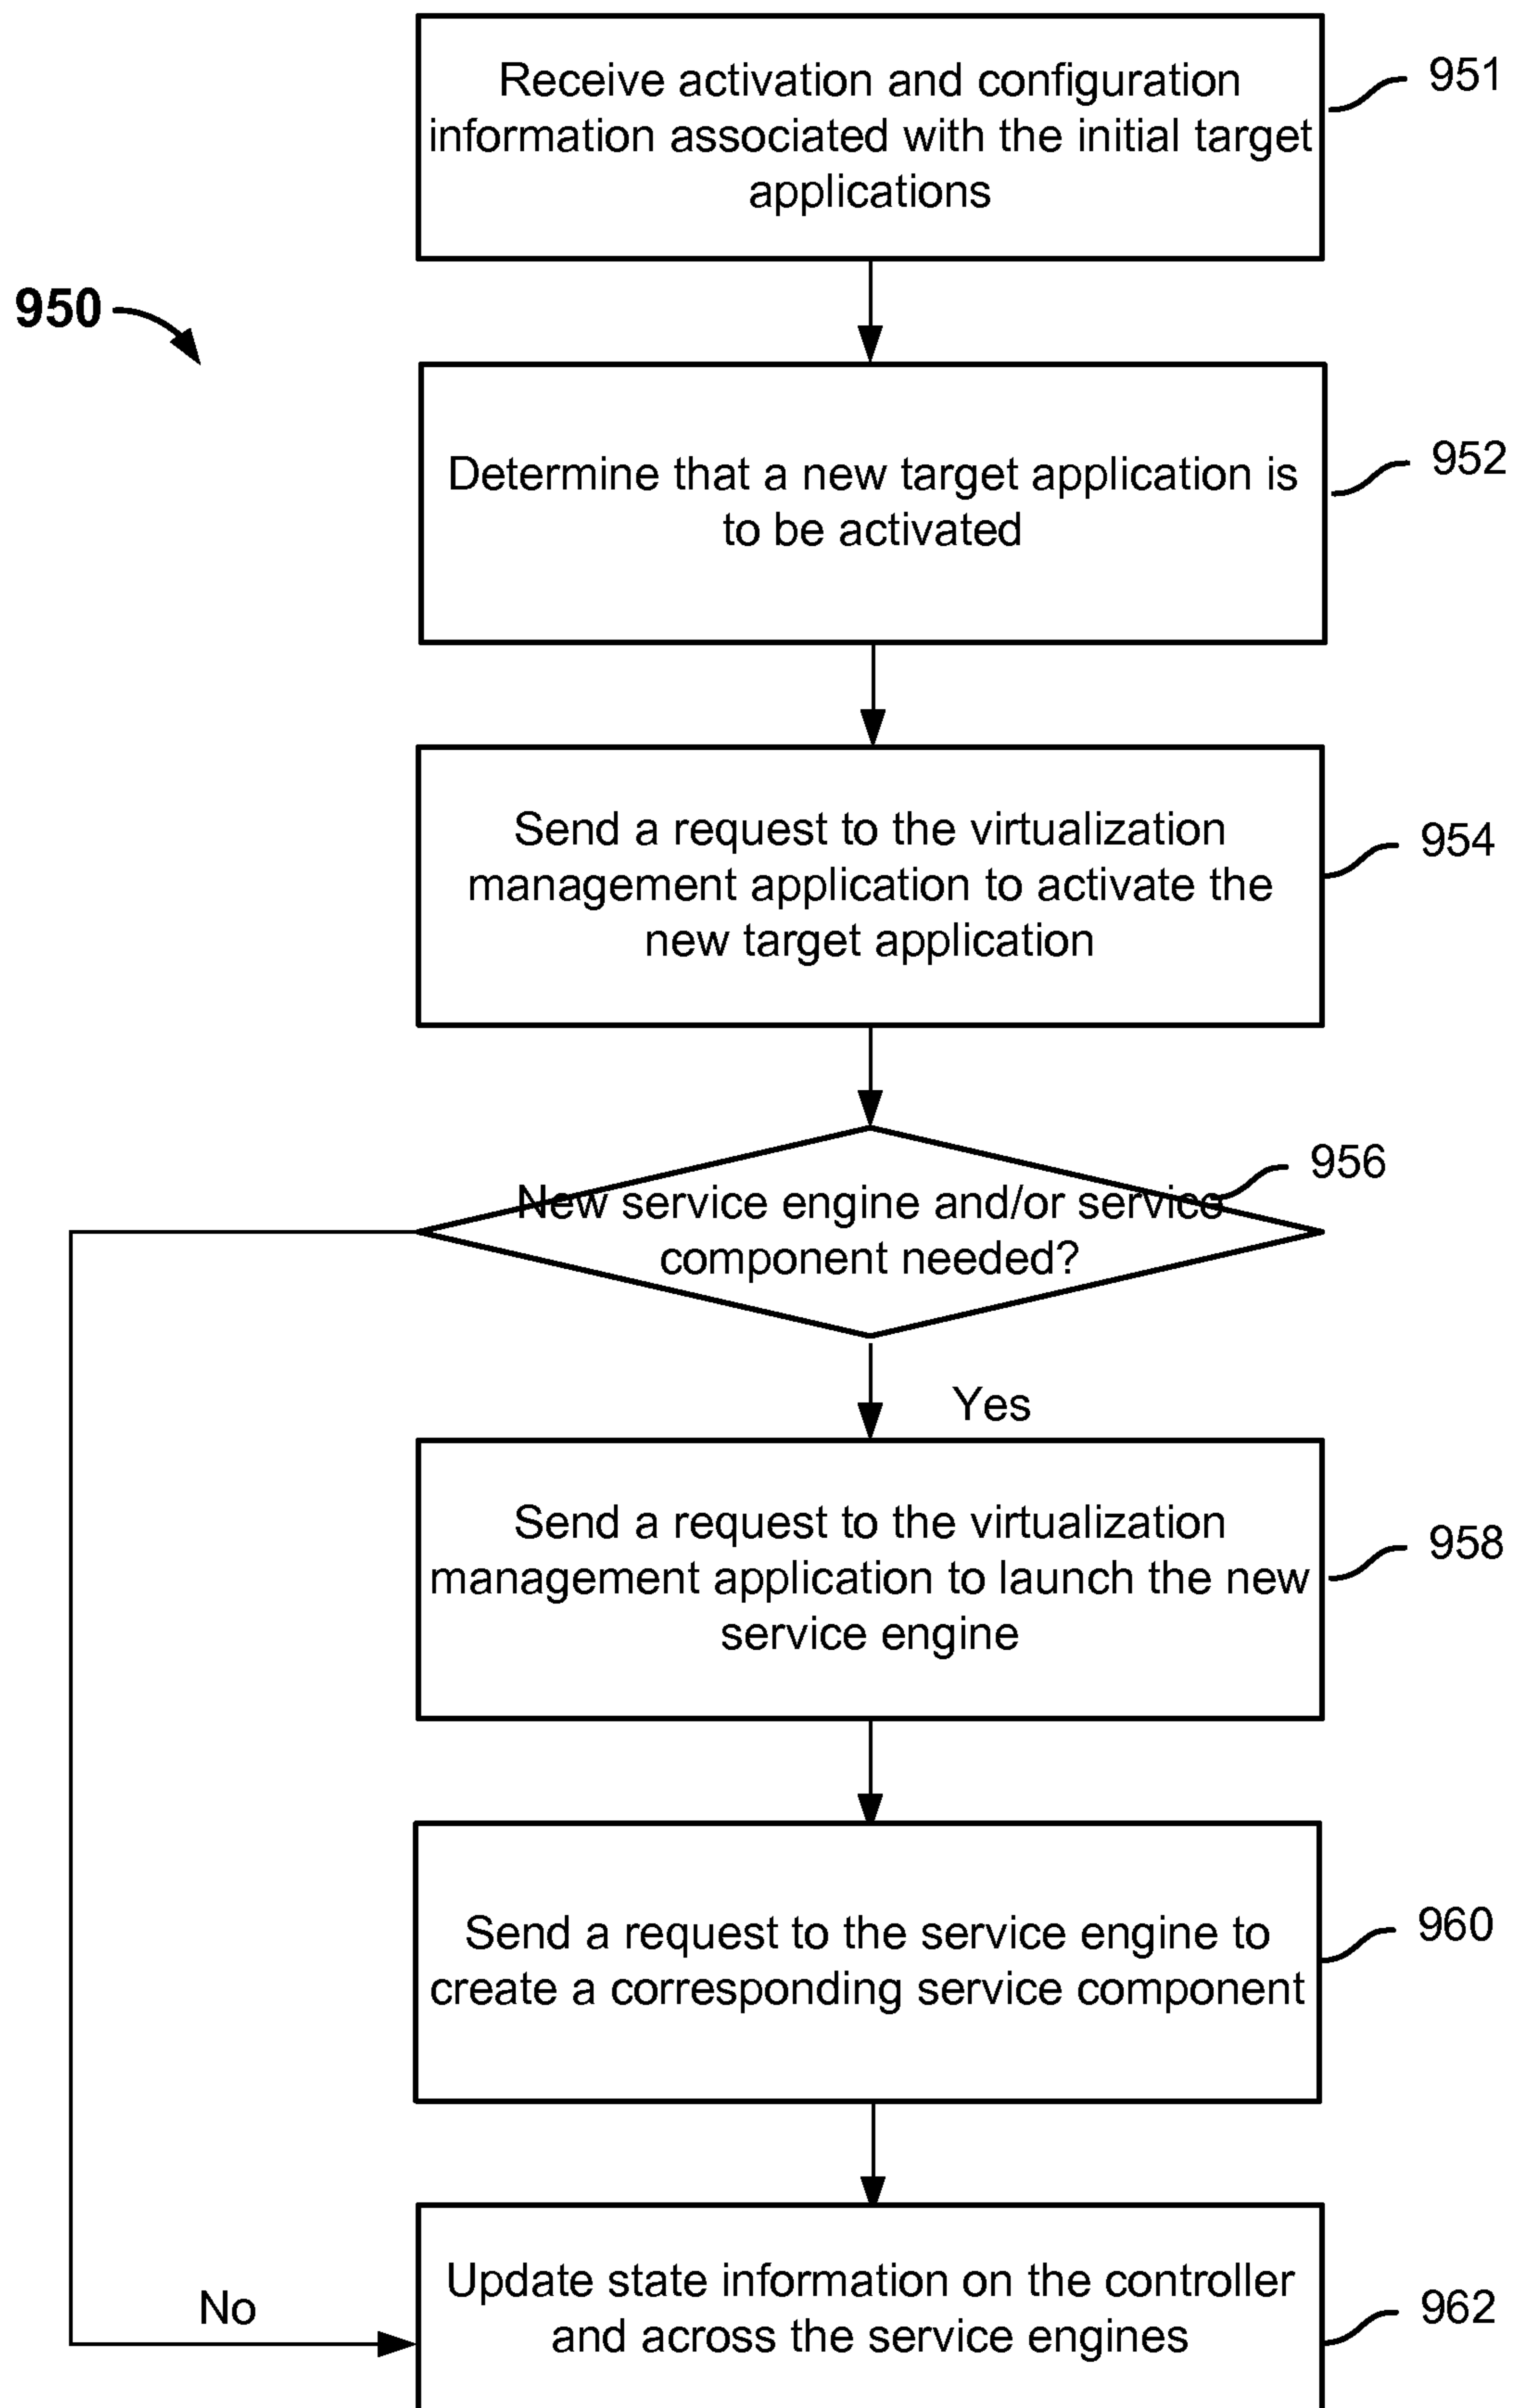 Receive activation and configuration
information associated with the initial target
applications
951
950
Determine that a new target application is
to be activated
952
Send a request to the virtualization
management application to activate the
new target application
954
New service engine and/or service
component needed?
956
Yes
Send a request to the virtualization
management application to launch the new
service engine
958
Send a request to the service engine to
create a corresponding service component
960
No
Update state information on the controller
and across the service engines
962